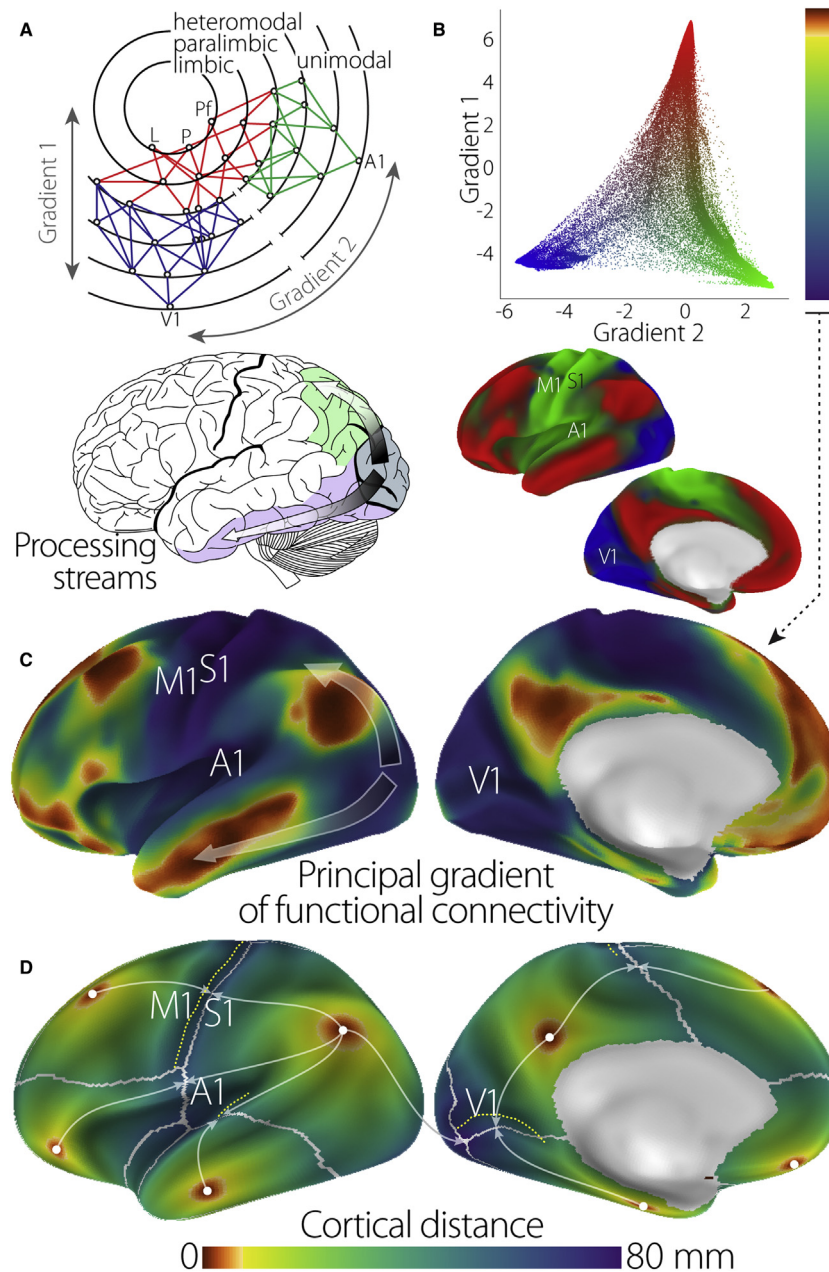 A
heteromodal
paralimbic
limbic
unimodal
Pf
L
P
A1
Gradient 1
Gradient 2
V1
Processing
streams
B
6
4
2
0
-2
-4
Gradient 1
-6
-4
-2
0
2
Gradient 2
M1
S1
A1
V1
C
M1
S1
A1
V1
Principal gradient
of functional connectivity
D
M1
S1
A1
V1
Cortical distance
0
80 mm